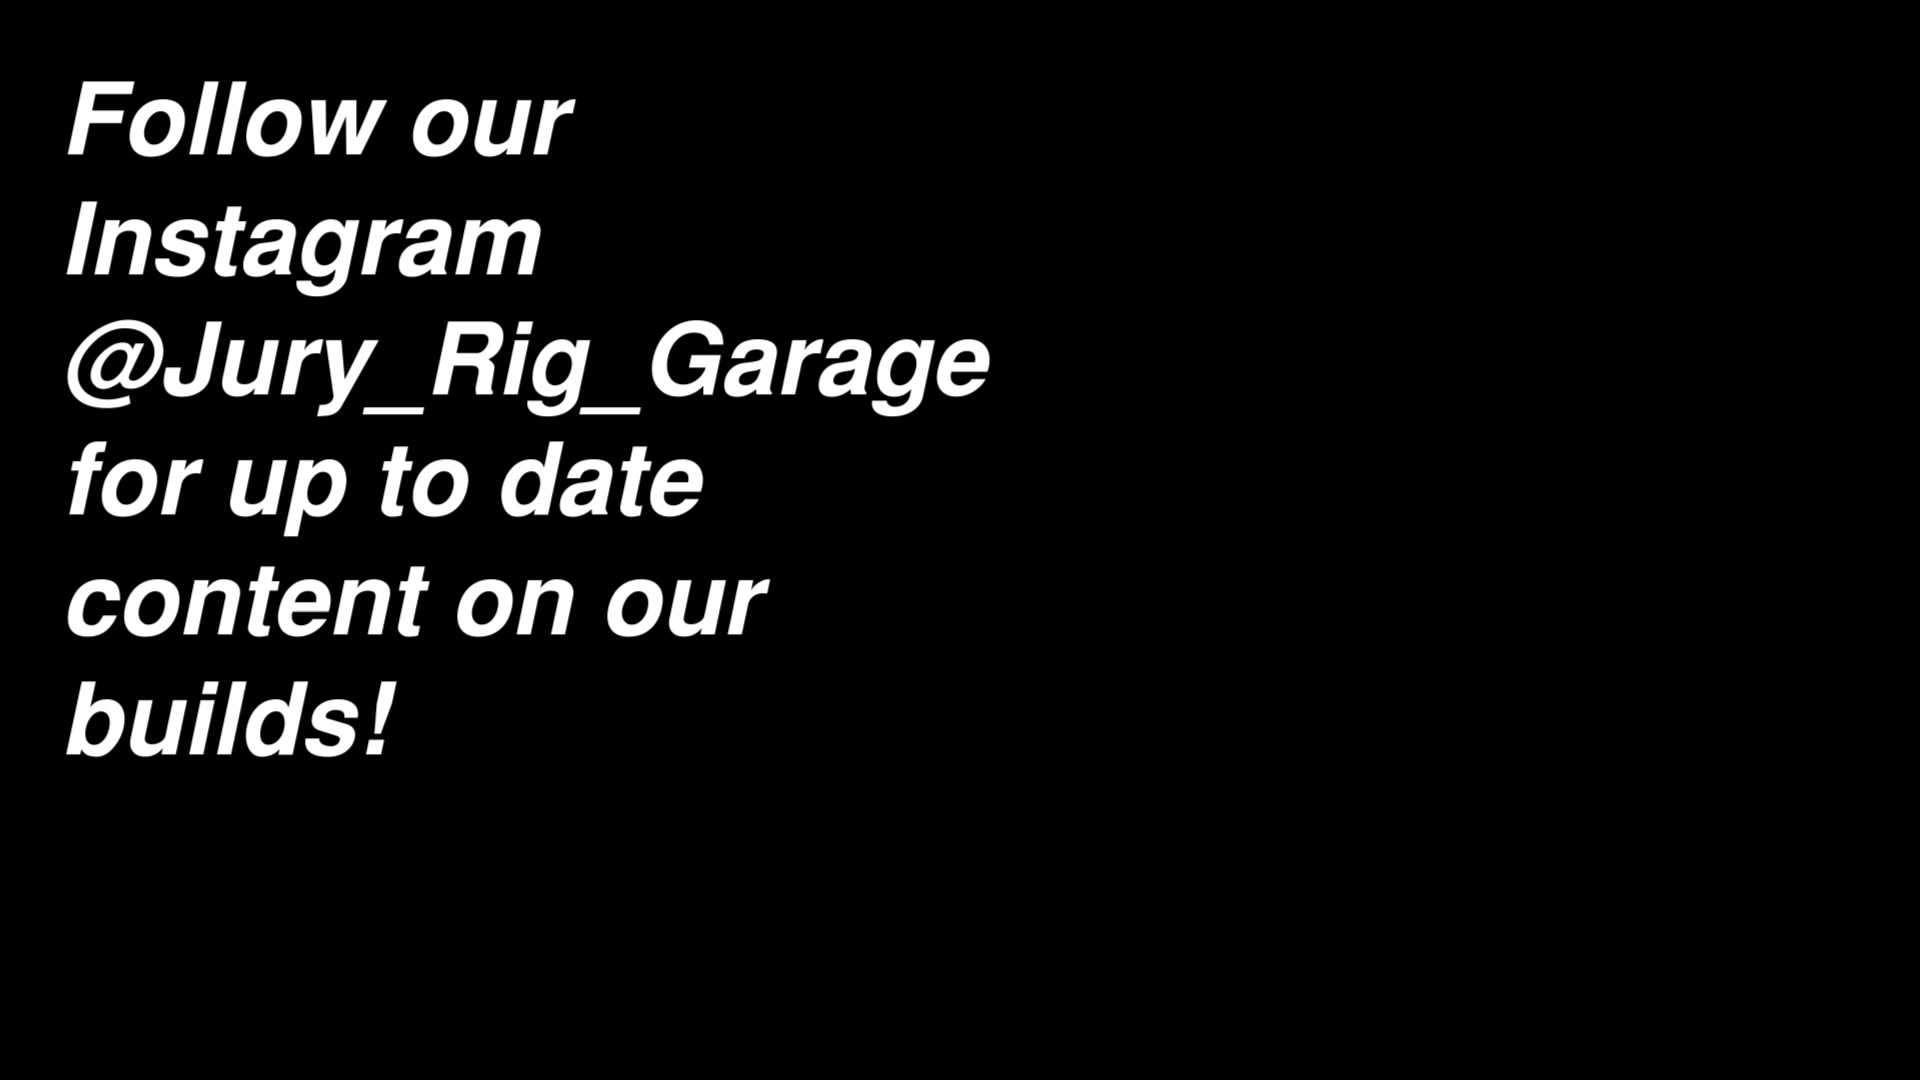 Follow our
Instagram
@Jury_Rig_Garage
for up to date
content on our
builds!